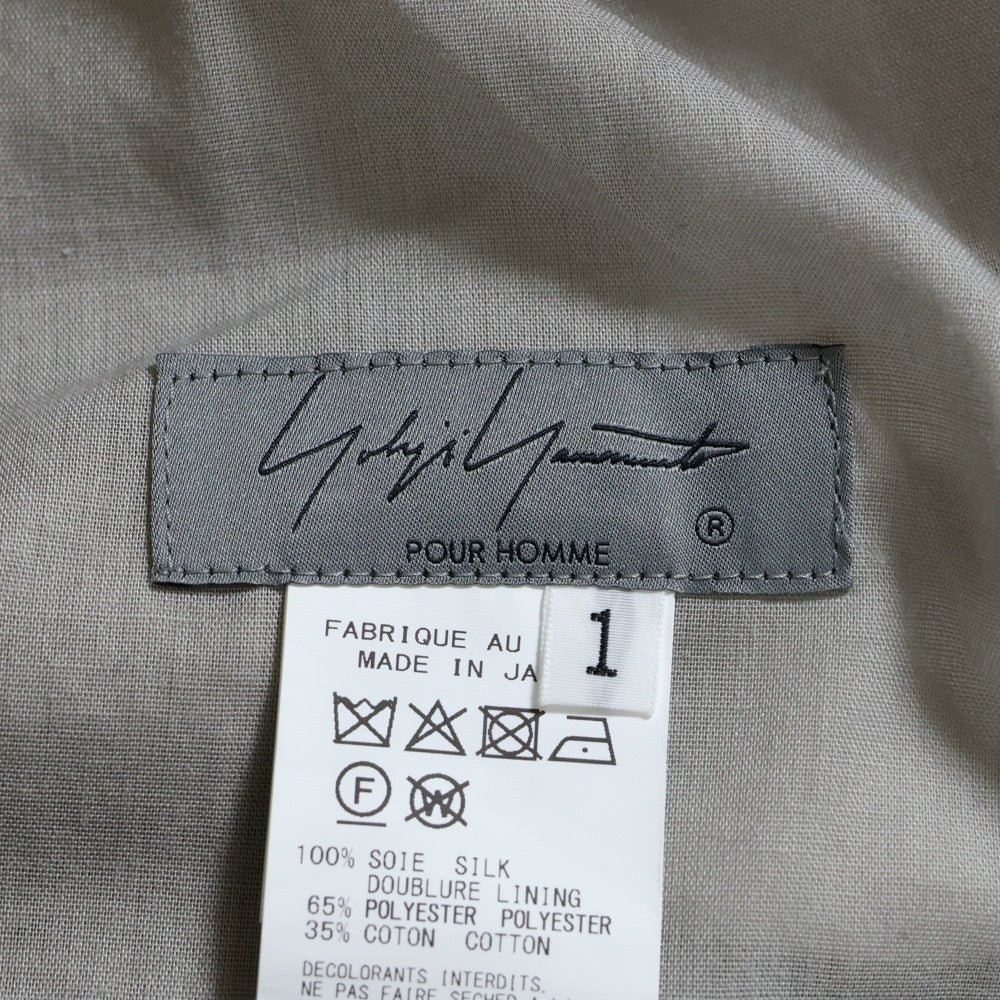 Yohji Yamamoto
®
POUR HOMME
1
FABRIQUE AU
MADE IN JA
F
W
100% SOIE SILK
DOUBLURE LINING
65% POLYESTER POLYESTER
35% COTON COTTON
DECOLORANTS INTERDITS.
NE PAS FAIRE SECHER